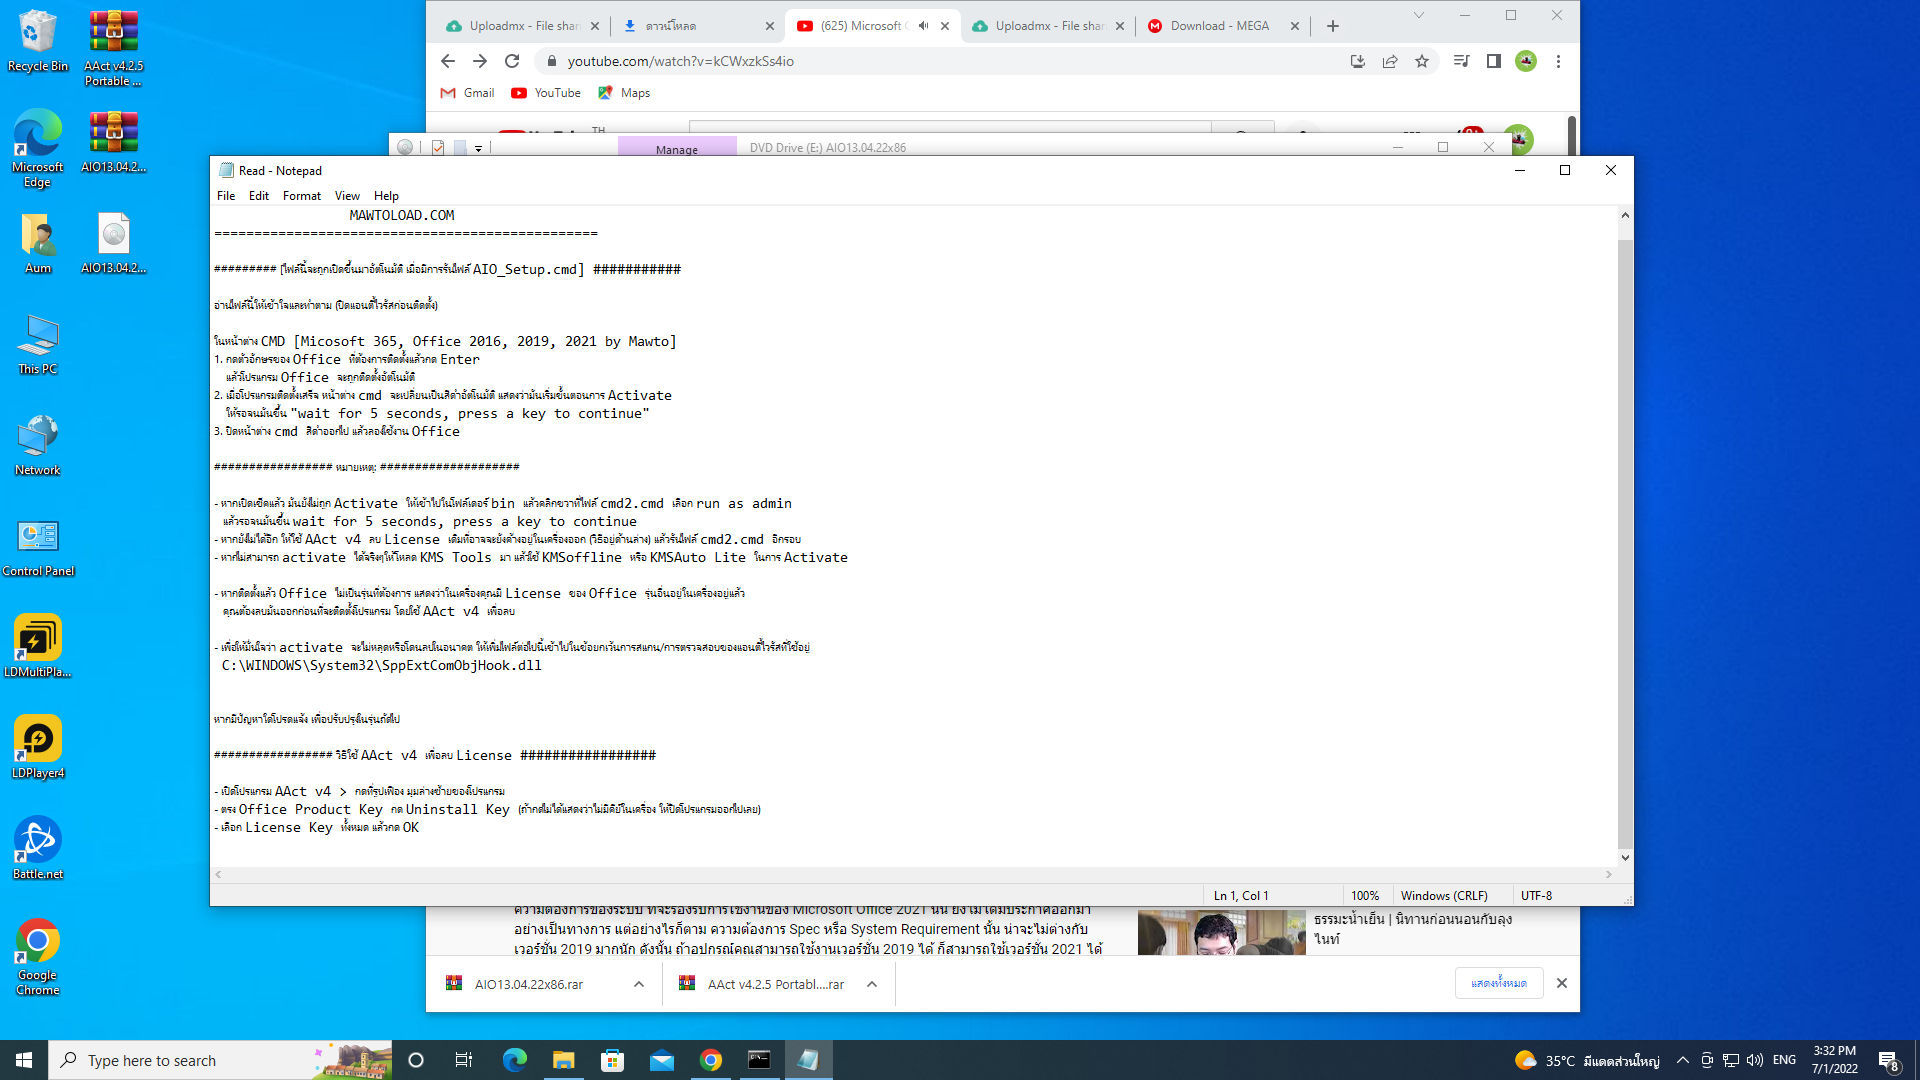 Recycle Bin
AAct v4.2.5 Portable ...
Microsoft Edge
AIO13.04.2...
Aum
AIO13.04.2...
This PC
Network
Control Panel
LDMultiPla...
LDPlayer4
Battle.net
Google Chrome
Uploadmx - File shari
ดาวน์โหลด
(625) Microsoft O
Uploadmx - File shar
Download - MEGA
youtube.com/watch?v=kCWxzkSs4io
Gmail
YouTube
Maps
TH
Manage
DVD Drive (E:) AIO13.04.22x86
Read - Notepad
File Edit Format View Help
MAWTOLOAD.COM
================================================
######### [ไฟล์นี้จะถูกเปิดขึ้นมาอัตโนมัติ เมื่อมีการรันไฟล์ AIO_Setup.cmd] ###########
อ่านไฟล์นี้ให้เข้าใจและทำตาม (ปิดแอนตี้ไวรัสก่อนติดตั้ง)
ในหน้าต่าง CMD [Micosoft 365, Office 2016, 2019, 2021 by Mawto]
1. กดตัวอักษรของ Office ที่ต้องการติดตั้งแล้วกด Enter
แล้วโปรแกรม Office จะถูกติดตั้งอัตโนมัติ
2. เมื่อโปรแกรมติดตั้งเสร็จ หน้าต่าง cmd จะเปลี่ยนเป็นสีดำอัตโนมัติ แสดงว่ามันเริ่มขั้นตอนการ Activate
ให้รอจนมันขึ้น "wait for 5 seconds, press a key to continue"
3. ปิดหน้าต่าง cmd สีดำออกไป แล้วลองใช้งาน Office
################# หมายเหตุ: ####################
- หากเปิดเช็คแล้ว มันยังไม่ถูก Activate ให้เข้าไปในโฟล์เดอร์ bin แล้วคลิกขวาที่ไฟล์ cmd2.cmd เลือก run as admin
แล้วรอจนมันขึ้น wait for 5 seconds, press a key to continue
- หากยังไม่ได้อีก ให้ใช้ AAct v4 ลบ License เดิมที่อาจจะยังค้างอยู่ในเครื่องออก (วิธีอยู่ด้านล่าง) แล้วรันไฟล์ cmd2.cmd อีกรอบ
- หากไม่สามารถ activate ได้จริงๆให้โหลด KMS Tools มา แล้วใช้ KMSoffline หรือ KMSAuto Lite ในการ Activate
- หากติดตั้งแล้ว Office ไม่เป็นรุ่นที่ต้องการ แสดงว่าในเครื่องคุณมี License ของ Office รุ่นอื่นอยู่ในเครื่องอยู่แล้ว
คุณต้องลบมันออกก่อนที่จะติดตั้งโปรแกรม โดยใช้ AAct v4 เพื่อลบ
- เพื่อให้มั่นใจว่า activate จะไม่หลุดหรือโดนลบในอนาคต ให้เพิ่มไฟล์ต่อไปนี้เข้าไปในข้อยกเว้นการสแกน/การตรวจสอบของแอนตี้ไวรัสที่ใช้อยู่
C:\WINDOWS\System32\SppExtComObjHook.dll
หากมีปัญหาใดโปรดแจ้ง เพื่อปรับปรุงในรุ่นถัดไป
################# วิธีใช้ AAct v4 เพื่อลบ License #################
- เปิดโปรแกรม AAct v4 > กดที่รูปเฟือง มุมล่างซ้ายของโปรแกรม
- ตรง Office Product Key กด Uninstall Key (ถ้ากดไม่ได้แสดงว่าไม่มีคีย์ในเครื่อง ให้ปิดโปรแกรมออกไปเลย)
- เลือก License Key ทั้งหมด แล้วกด OK
Ln 1, Col 1
100%
Windows (CRLF)
UTF-8
ความต้องการของระบบ ที่จะรองรับการใช้งานของ Microsoft Office 2021 นั้น ยังไม่ได้มีประกาศออกมา
อย่างเป็นทางการ แต่อย่างไรก็ตาม ความต้องการ Spec หรือ System Requirement นั้น น่าจะไม่ต่างกับ
เวอร์ชั่น 2019 มากนัก ดังนั้น ถ้าอุปกรณ์คุณสามารถใช้งานเวอร์ชั่น 2019 ได้ ก็สามารถใช้เวอร์ชั่น 2021 ได้
ธรรมะน้ำเย็น | นิทานก่อนนอนกับลุง
ไนท์
AIO13.04.22x86.rar
AAct v4.2.5 Portabl....rar
แสดงทั้งหมด
Type here to search
35°C มีแดดส่วนใหญ่
ENG
3:32 PM
7/1/2022
8